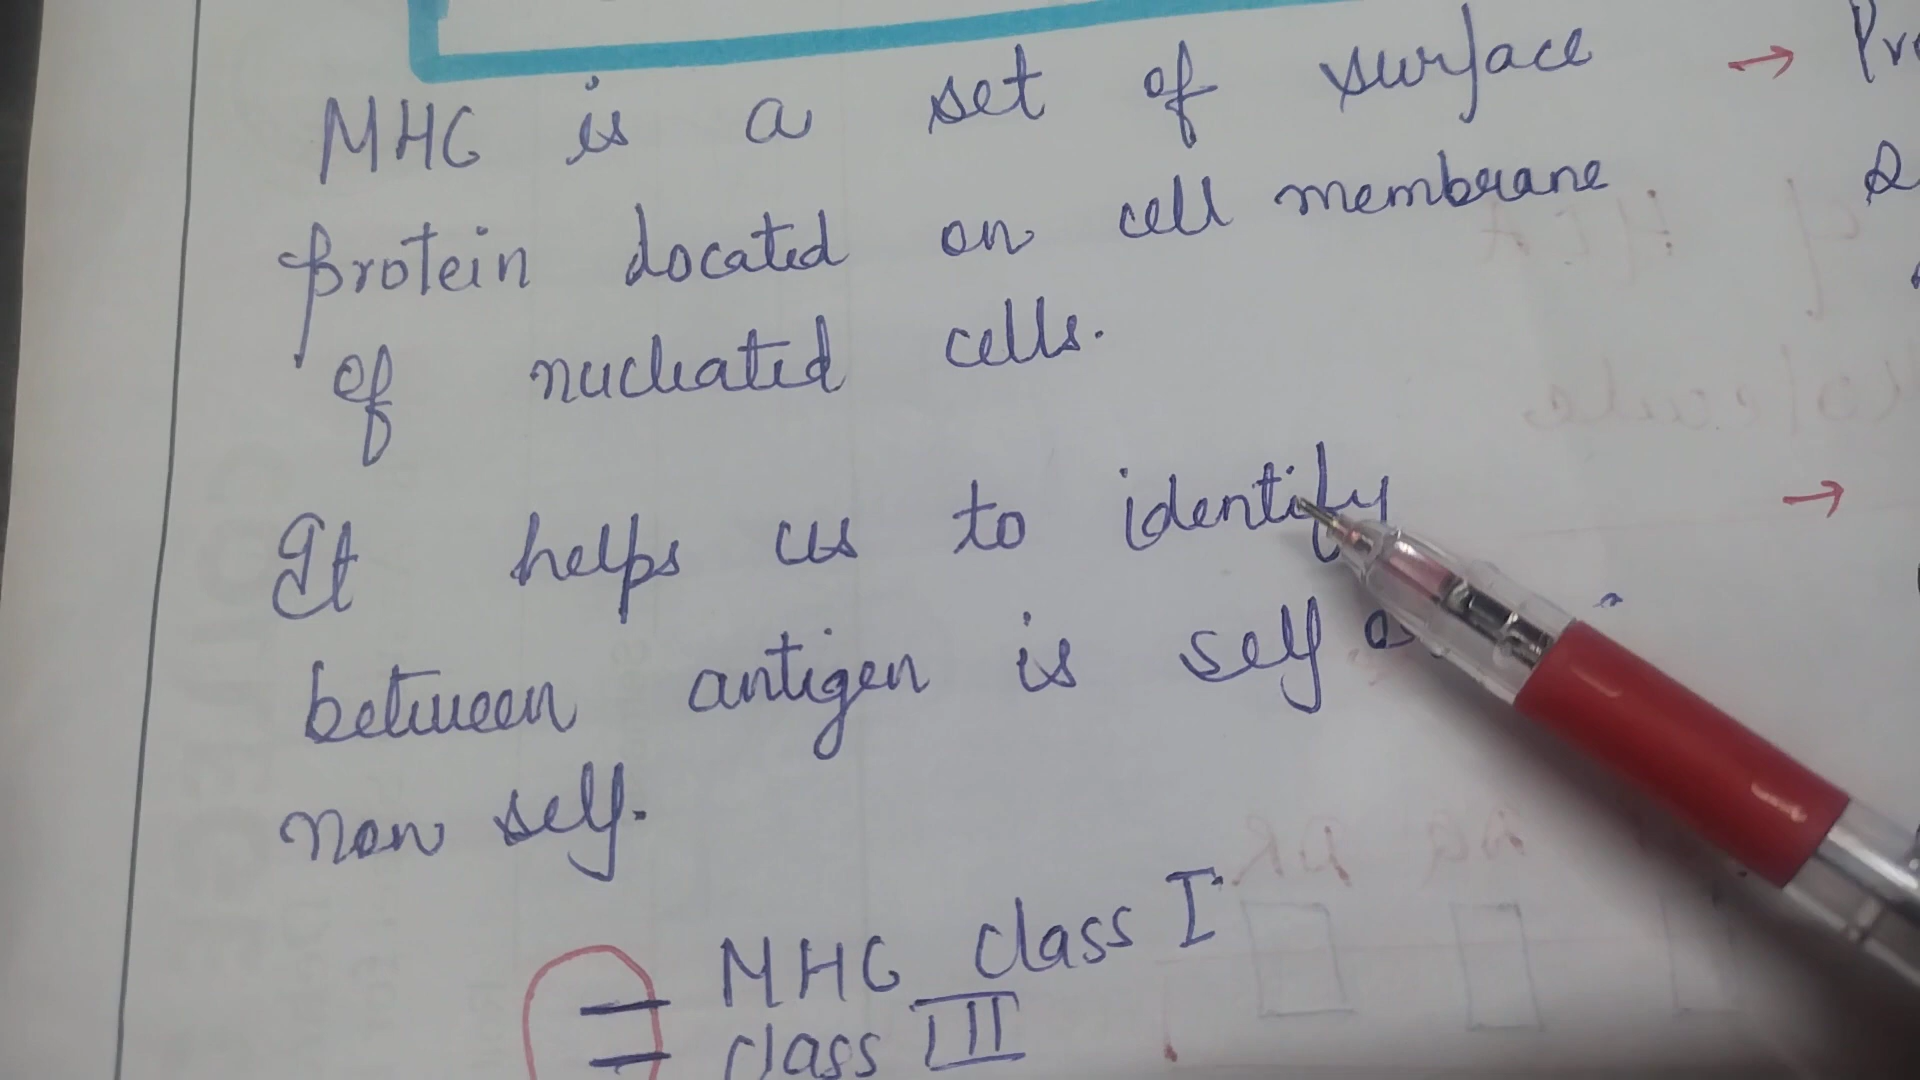 MHC is a set of surface
protein located on cell membrane
of nucleated cells.
It helps us to identify
between antigen is self
non self.
MHC class I
class III